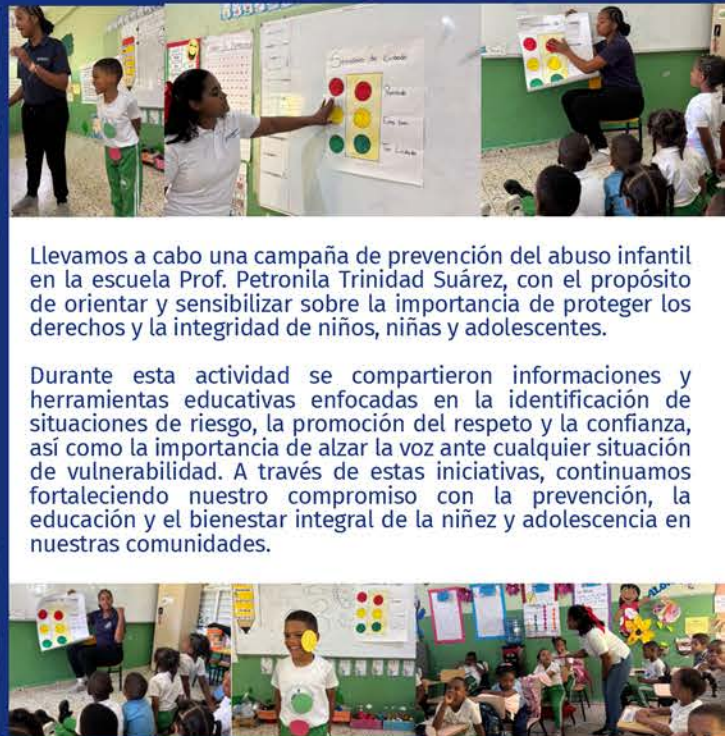 Semáforo de
Llevamos a cabo una campaña de prevención del abuso infantil
en la escuela Prof. Petronila Trinidad Suárez, con el propósito
de orientar y sensibilizar sobre la importancia de proteger los
derechos y la integridad de niños, niñas y adolescentes.
Durante esta actividad se compartieron informaciones y
herramientas educativas enfocadas en la identificación de
situaciones de riesgo, la promoción del respeto y la confianza,
así como la importancia de alzar la voz ante cualquier situación
de vulnerabilidad. A través de estas iniciativas, continuamos
fortaleciendo nuestro compromiso con la prevención, la
educación y el bienestar integral de la niñez y adolescencia en
nuestras comunidades.